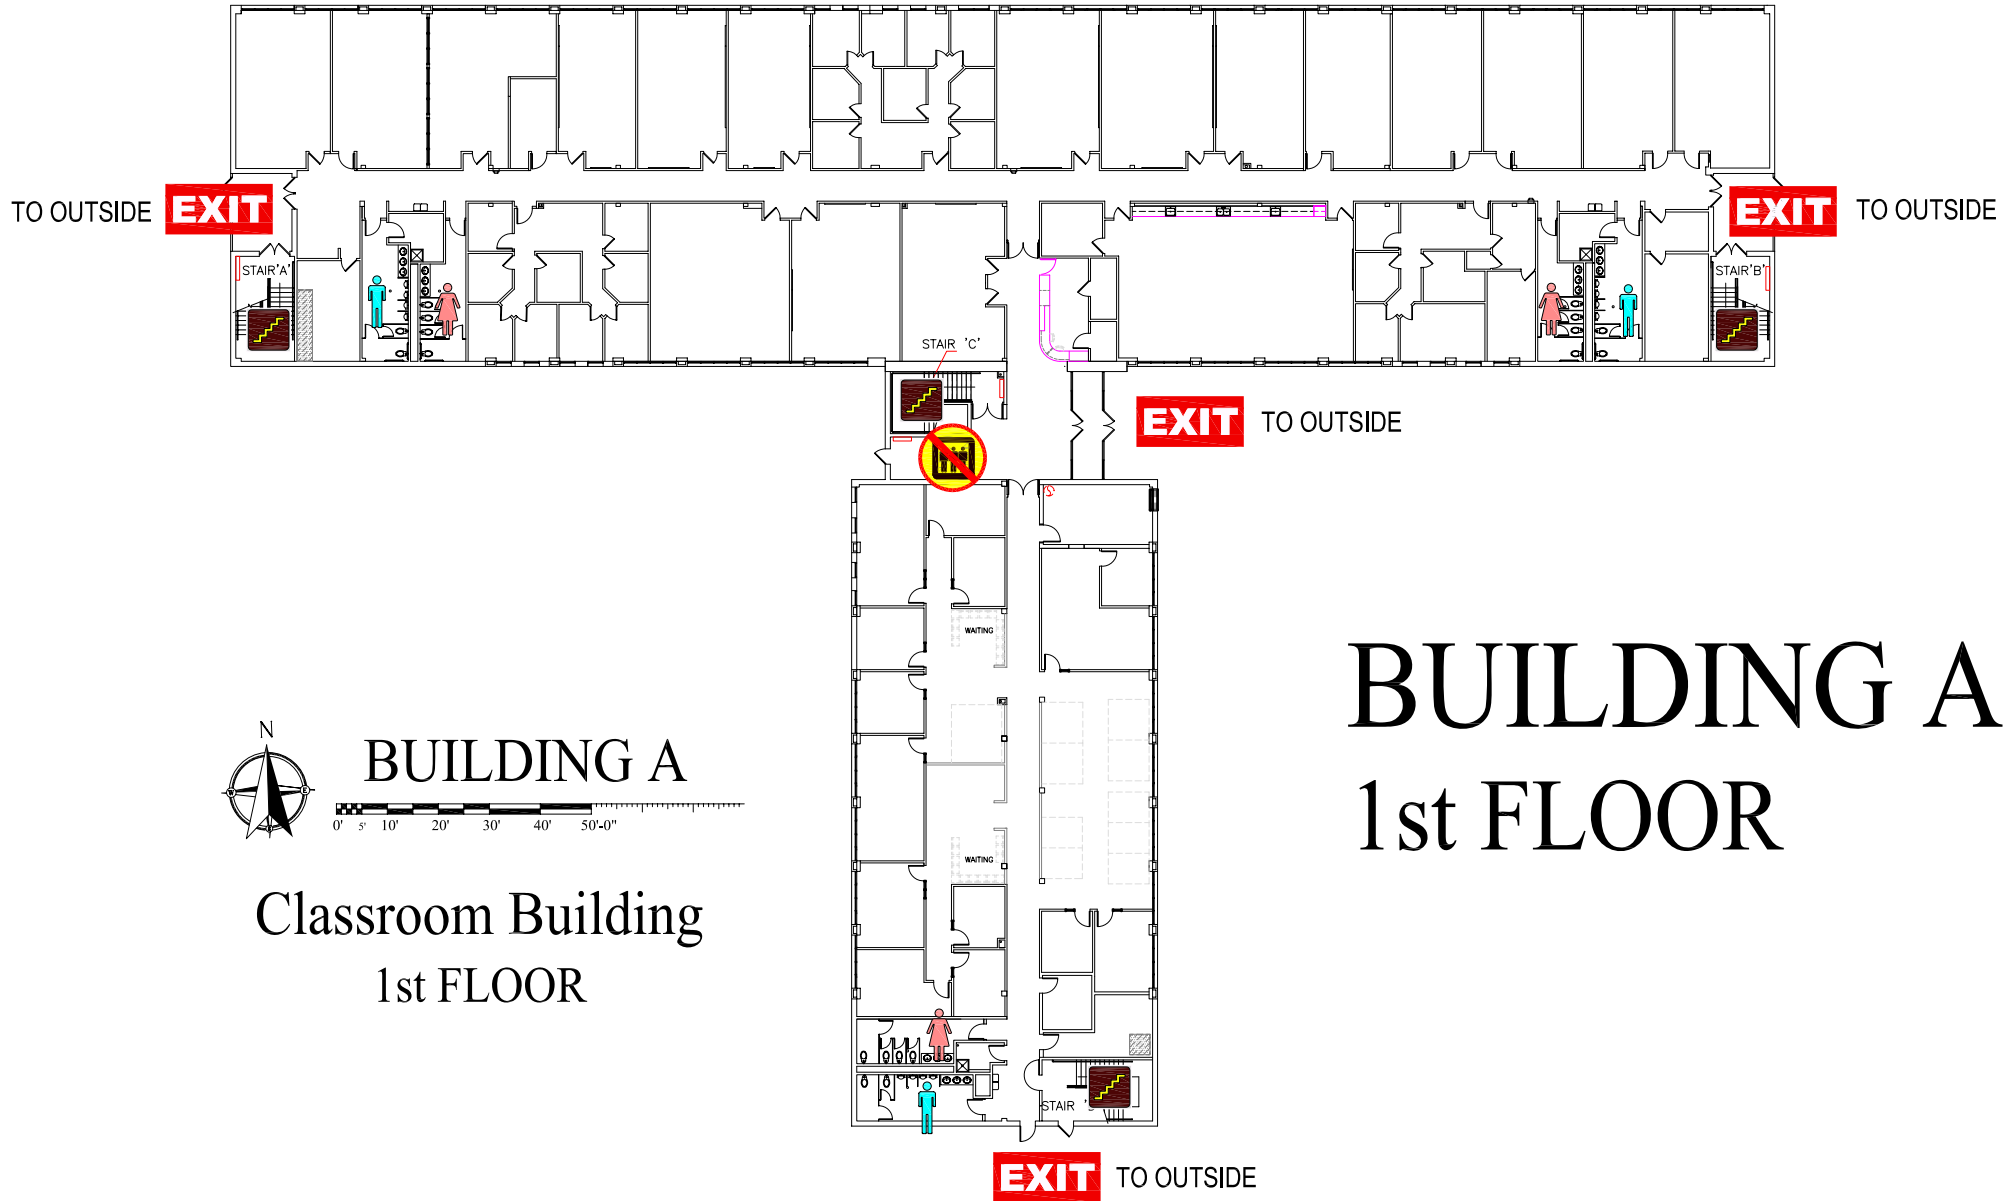 TO OUTSIDE EXIT
EXIT TO OUTSIDE
STAIR'A'
STAIR'B'
STAIR 'C'
EXIT TO OUTSIDE
WAITING
BUILDING A
1st FLOOR
N
W E
S
BUILDING A
0' 5' 10' 20' 30' 40' 50'-0"
WAITING
Classroom Building
1st FLOOR
STAIR
EXIT TO OUTSIDE